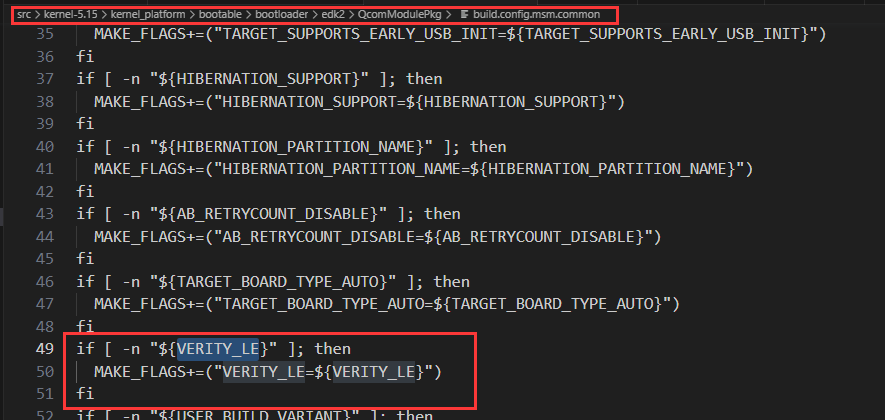 src > kernel-5.15 > kernel_platform > bootable > bootloader > edk2 > QcomModulePkg > build.config.msm.common
35 MAKE_FLAGS+=("TARGET_SUPPORTS_EARLY_USB_INIT=${TARGET_SUPPORTS_EARLY_USB_INIT}")
36 fi
37 if [ -n "${HIBERNATION_SUPPORT}" ]; then
38 MAKE_FLAGS+=("HIBERNATION_SUPPORT=${HIBERNATION_SUPPORT}")
39 fi
40 if [ -n "${HIBERNATION_PARTITION_NAME}" ]; then
41 MAKE_FLAGS+=("HIBERNATION_PARTITION_NAME=${HIBERNATION_PARTITION_NAME}")
42 fi
43 if [ -n "${AB_RETRYCOUNT_DISABLE}" ]; then
44 MAKE_FLAGS+=("AB_RETRYCOUNT_DISABLE=${AB_RETRYCOUNT_DISABLE}")
45 fi
46 if [ -n "${TARGET_BOARD_TYPE_AUTO}" ]; then
47 MAKE_FLAGS+=("TARGET_BOARD_TYPE_AUTO=${TARGET_BOARD_TYPE_AUTO}")
48 fi
49 if [ -n "${VERITY_LE}" ]; then
50 MAKE_FLAGS+=("VERITY_LE=${VERITY_LE}")
51 fi
52 if [ -n "${USER_BUILD_VARIANT}" ]; then